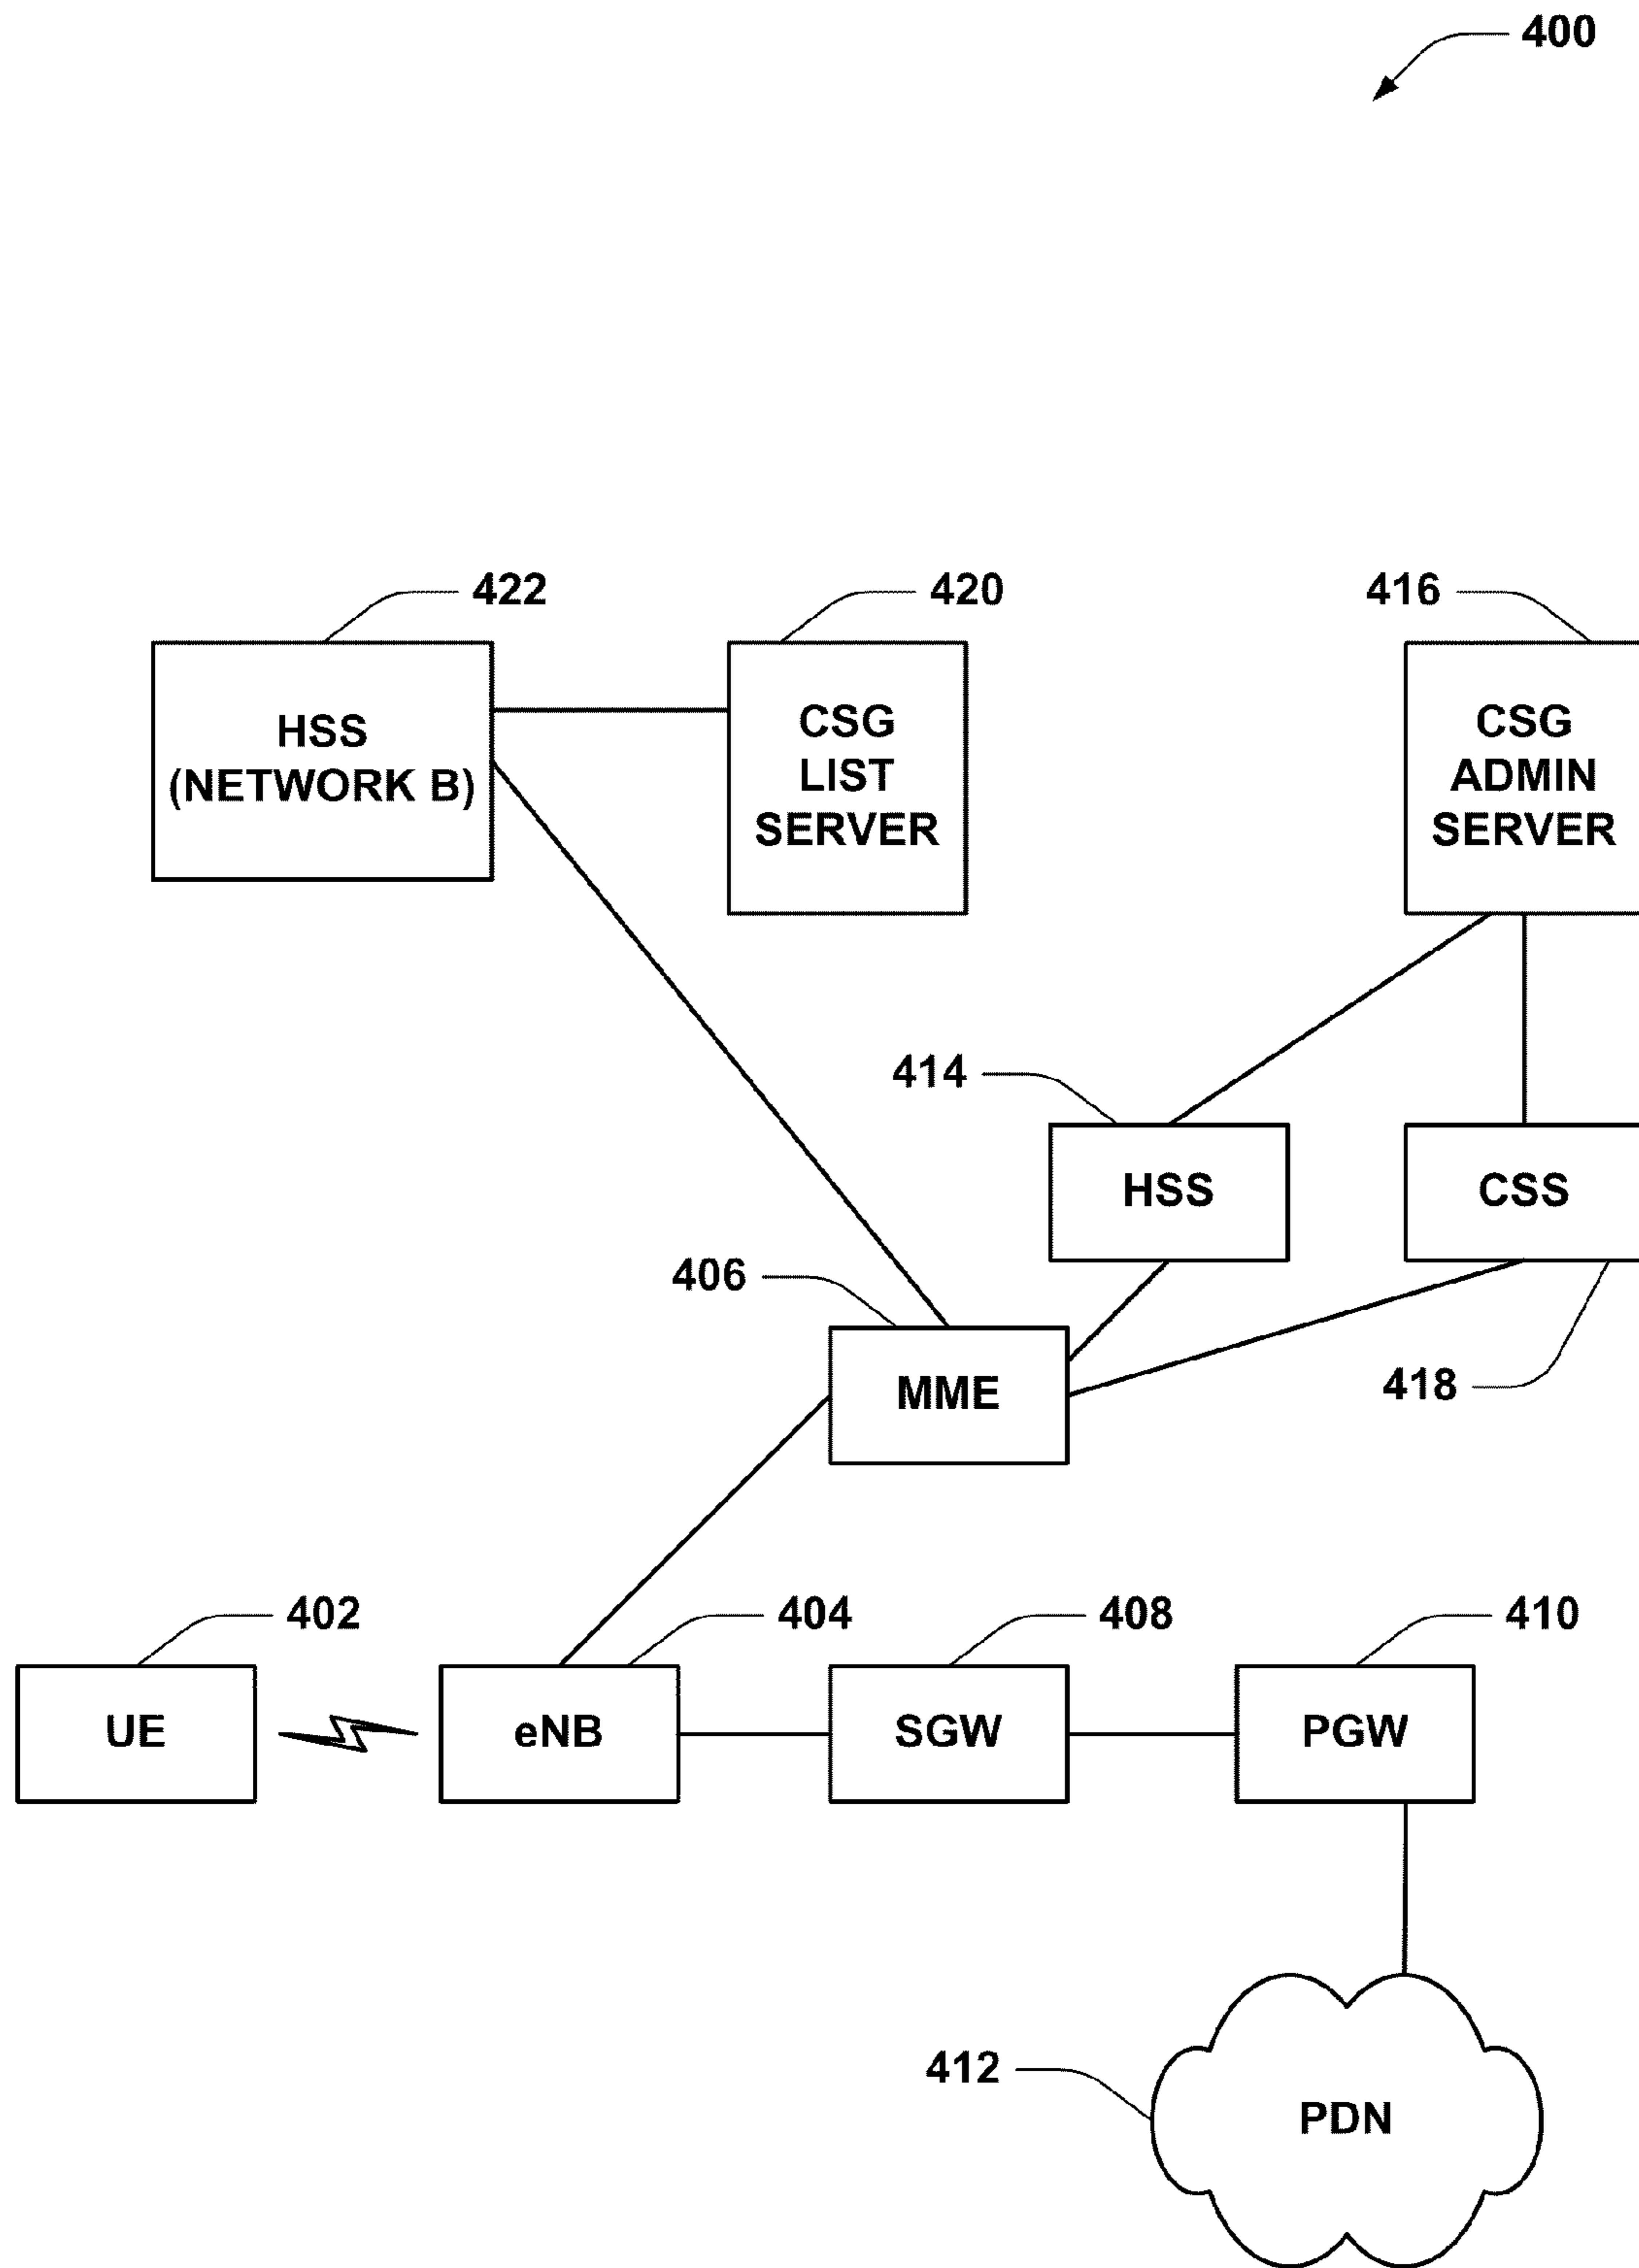 400
422
420
416
HSS
(NETWORK B)
CSG
LIST
SERVER
CSG
ADMIN
SERVER
414
HSS
CSS
406
MME
418
402
404
408
410
UE
eNB
SGW
PGW
412
PDN